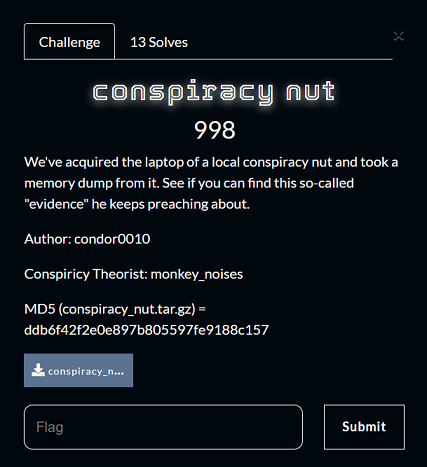 Challenge
13 Solves
conspiracy nut
998
We've acquired the laptop of a local conspiracy nut and took a
memory dump from it. See if you can find this so-called
"evidence" he keeps preaching about.
Author: condor0010
Conspiricy Theorist: monkey_noises
MD5 (conspiracy_nut.tar.gz) =
ddb6f42f2e0e897b805597fe9188c157
conspiracy_n...
Flag
Submit